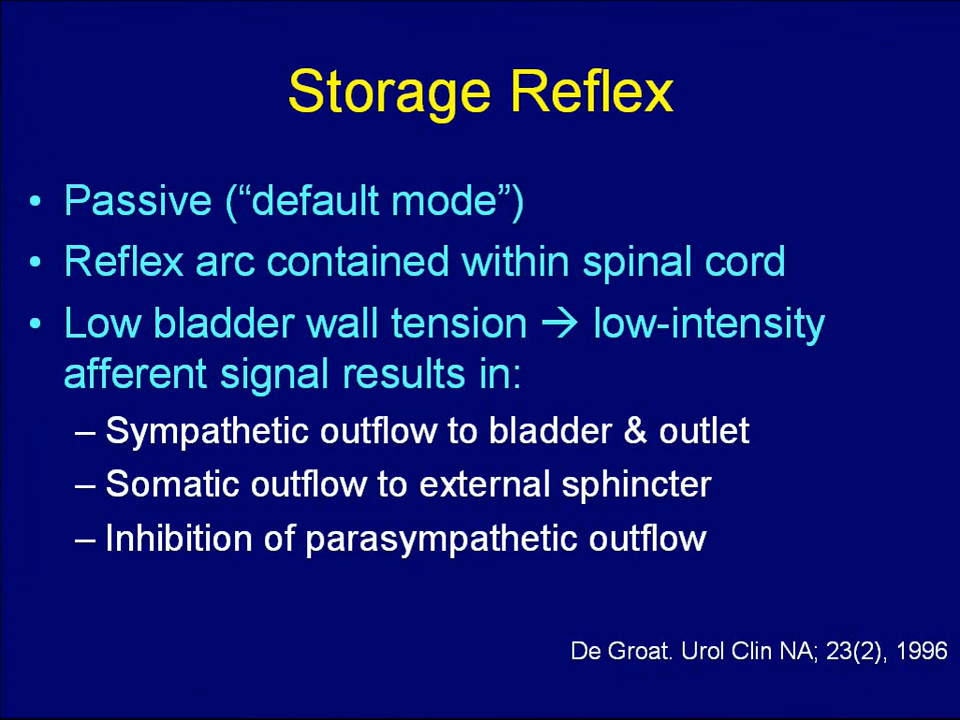 Storage Reflex
• Passive (“default mode”)
• Reflex arc contained within spinal cord
• Low bladder wall tension → low-intensity
afferent signal results in:
– Sympathetic outflow to bladder & outlet
– Somatic outflow to external sphincter
– Inhibition of parasympathetic outflow
De Groat. Urol Clin NA; 23(2), 1996